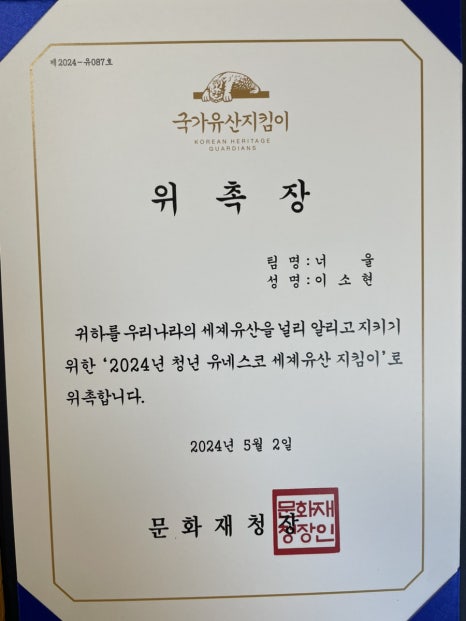 제2024-유087호
국가유산지킴이
KOREAN HERITAGE
GUARDIANS
위 촉 장
팀 명 : 너 울
성 명 : 이 소 현
귀하를 우리나라의 세계유산을 널리 알리고 지키기
위한 ‘2024년 청년 유네스코 세계유산 지킴이’로
위촉합니다.
2024년 5월 2일
문 화 재 청 장
문화재
청장인